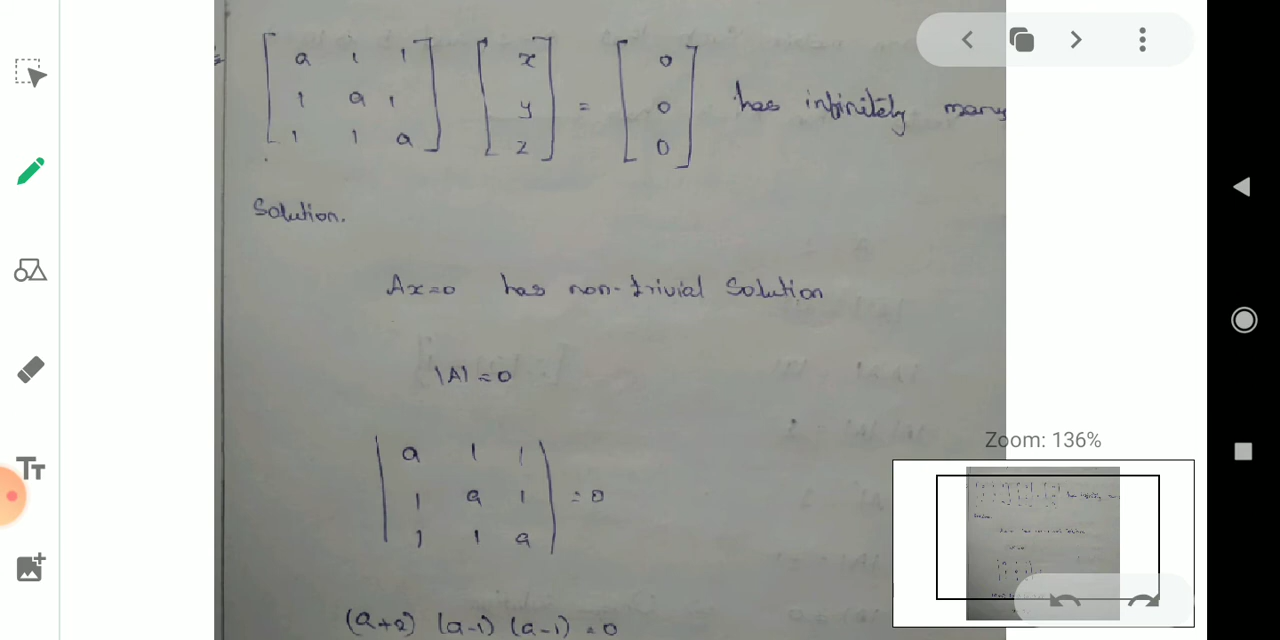 [a 1 1] [x] [0]
[1 a 1] [y] = [0] has infinitely many
[1 1 a] [z] [0]
Solution.
Ax=0 has non-trivial Solution
|A| = 0
|a 1 1|
|1 a 1| = 0
|1 1 a|
(a+2) (a-1) (a-1) = 0
Tт
Zoom: 136%